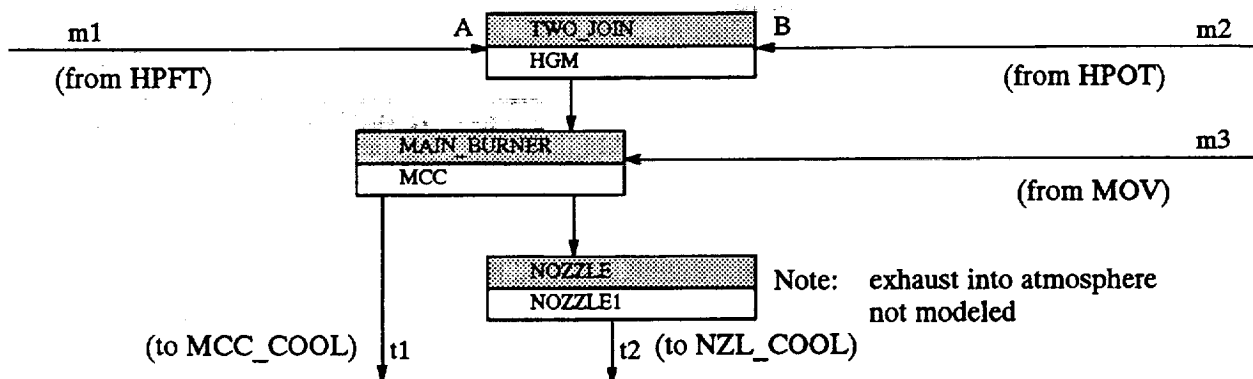 A TWO_JOIN B
m1 m2
HGM
(from HPFT) (from HPOT)
MAIN_BURNER m3
MCC
(from MOV)
NOZZLE Note: exhaust into atmosphere
NOZZLE1 not modeled
(to MCC_COOL) t1 t2 (to NZL_COOL)